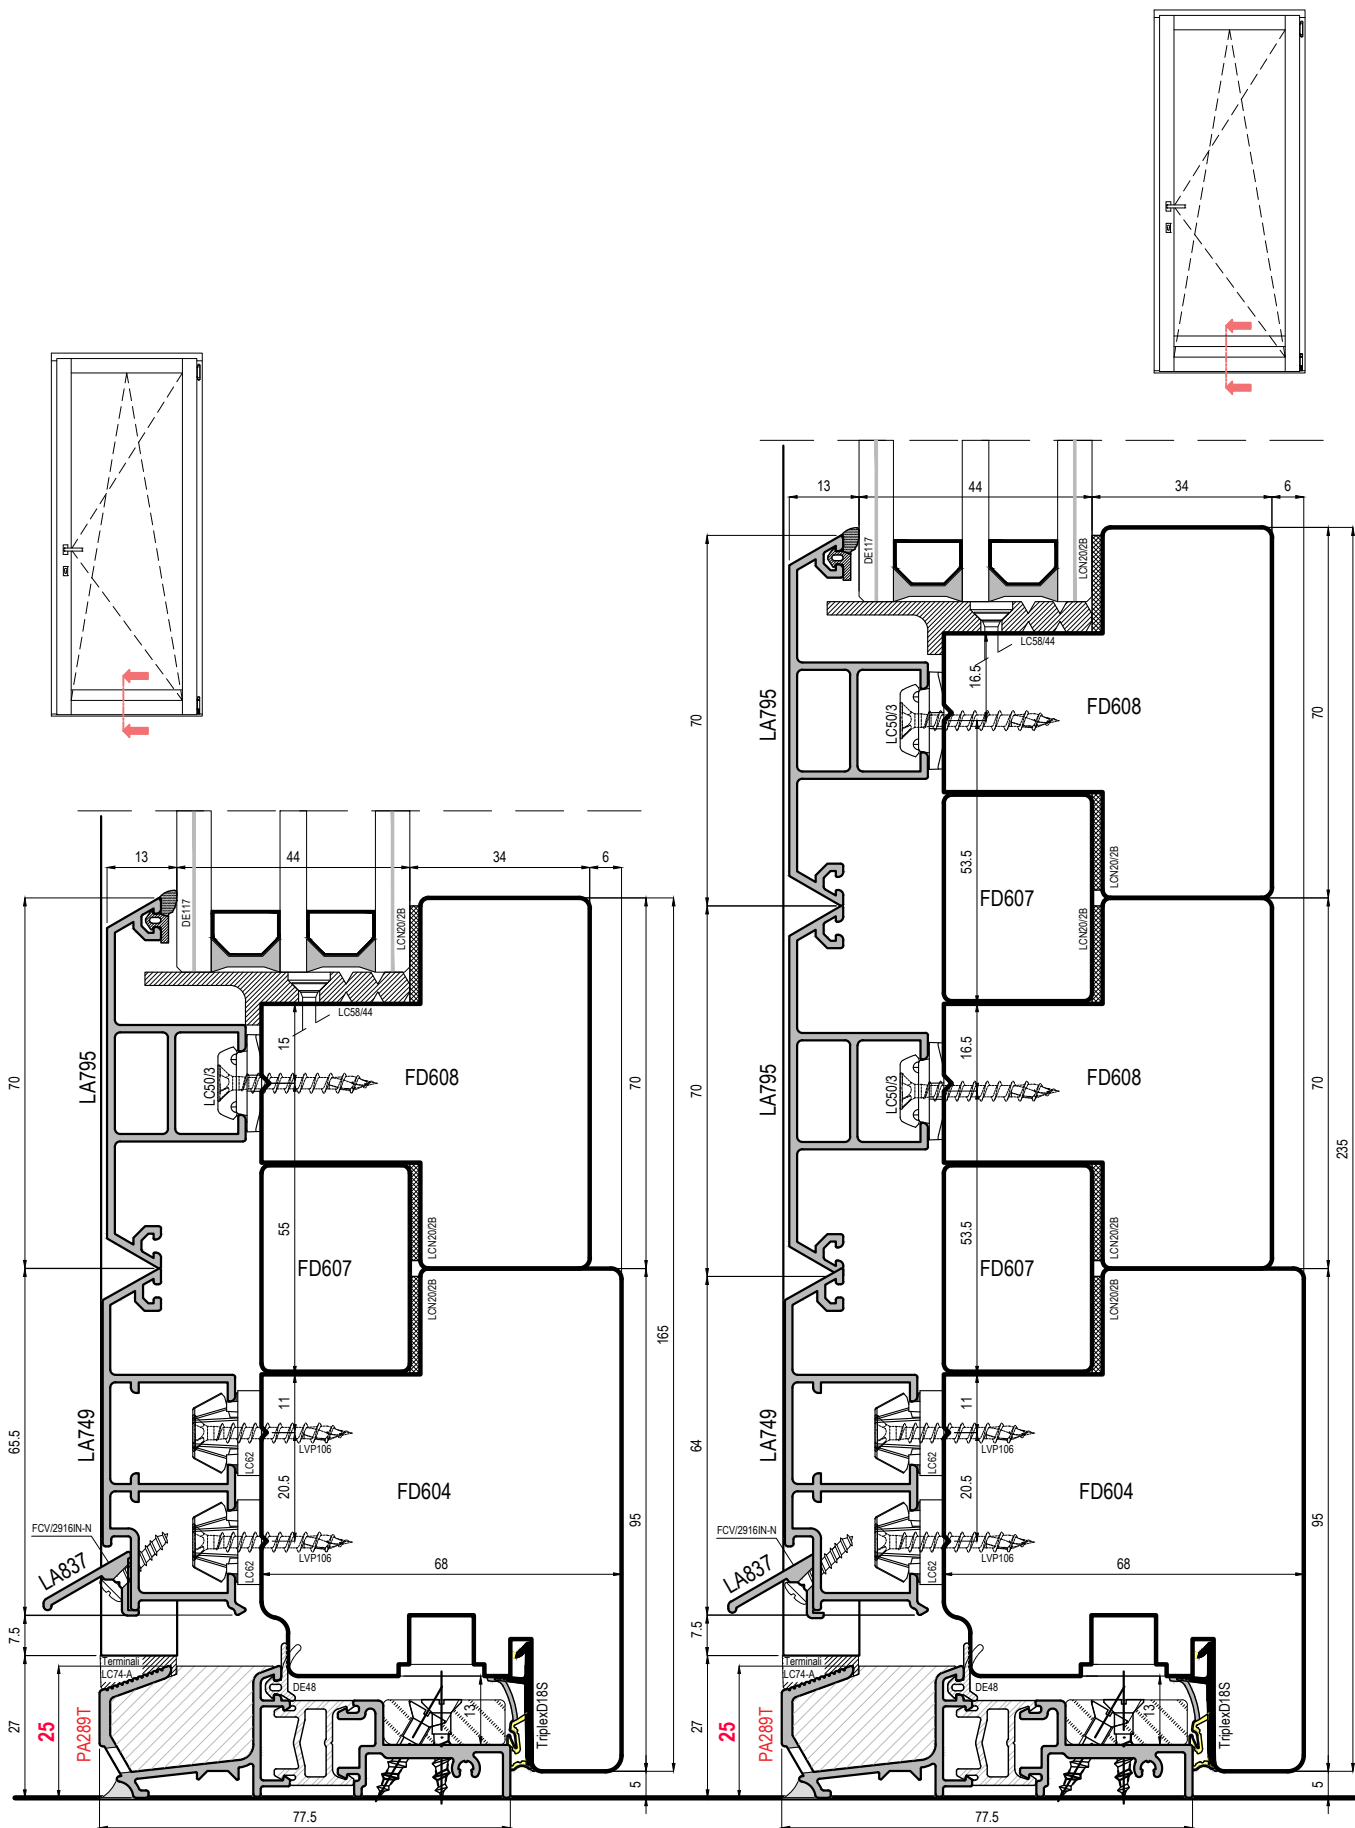 13
44
34
6
DE117
LCN20/2B
LC58/44
70
LA795
LC50/3
15
FD608
70
55
FD607
LCN20/2B
LCN20/2B
165
65.5
LA749
11
LVP106
LC62
20.5
FD604
95
FCV/2916IN-N
LA837
LVP106
LC62
68
7.5
Terminali
LC74-A
DE48
13
TriplexD18S
27
25
PA289T
5
77.5
13
44
34
6
DE117
LCN20/2B
LC58/44
16.5
70
LA795
LC50/3
FD608
70
53.5
FD607
LCN20/2B
LCN20/2B
70
LA795
LC50/3
16.5
FD608
70
235
53.5
FD607
LCN20/2B
LCN20/2B
64
LA749
11
LVP106
LC62
20.5
FD604
95
FCV/2916IN-N
LA837
LVP106
LC62
68
7.5
Terminali
LC74-A
DE48
13
TriplexD18S
27
25
PA289T
5
77.5